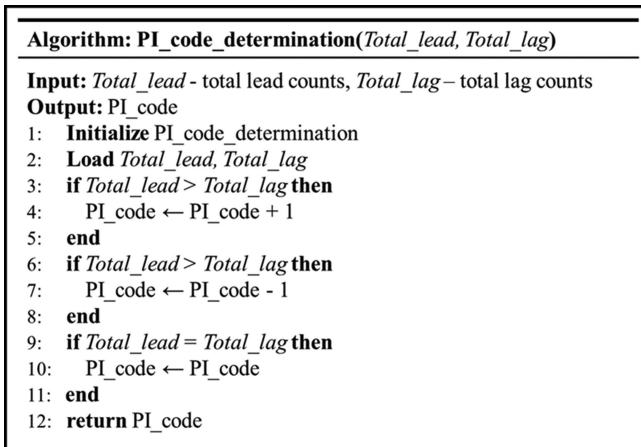 Algorithm: PI_code_determination(Total_lead, Total_lag)
Input: Total_lead - total lead counts, Total_lag – total lag counts
Output: PI_code
1: Initialize PI_code_determination
2: Load Total_lead, Total_lag
3: if Total_lead > Total_lag then
4: PI_code ← PI_code + 1
5: end
6: if Total_lead > Total_lag then
7: PI_code ← PI_code - 1
8: end
9: if Total_lead = Total_lag then
10: PI_code ← PI_code
11: end
12: return PI_code